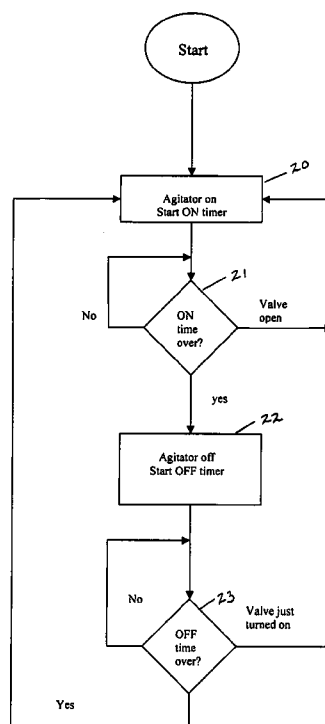 Start
20
Agitator on
Start ON timer
21
No
ON
time
over?
Valve
open
yes
22
Agitator off
Start OFF timer
No
23
OFF
time
over?
Valve just
turned on
Yes